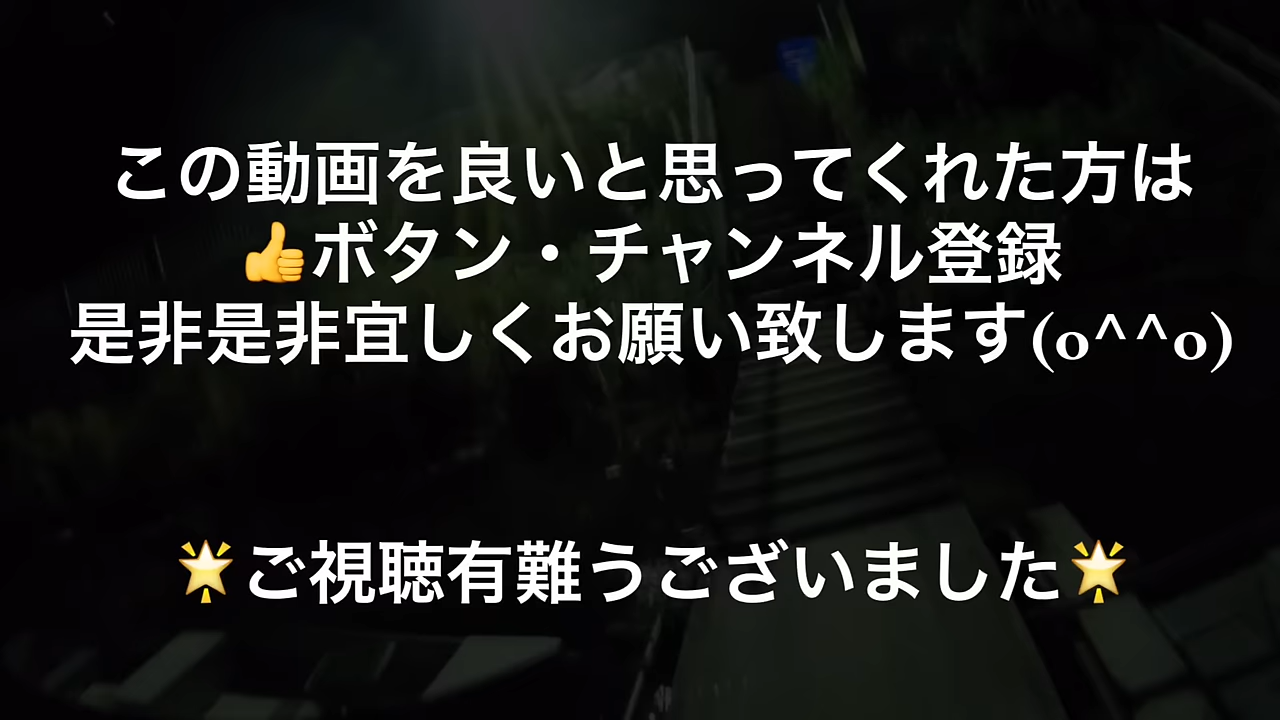 この動画を良いと思ってくれた方は
👍ボタン・チャンネル登録
是非是非宜しくお願い致します(o^^o)
🌟ご視聴有難うございました🌟